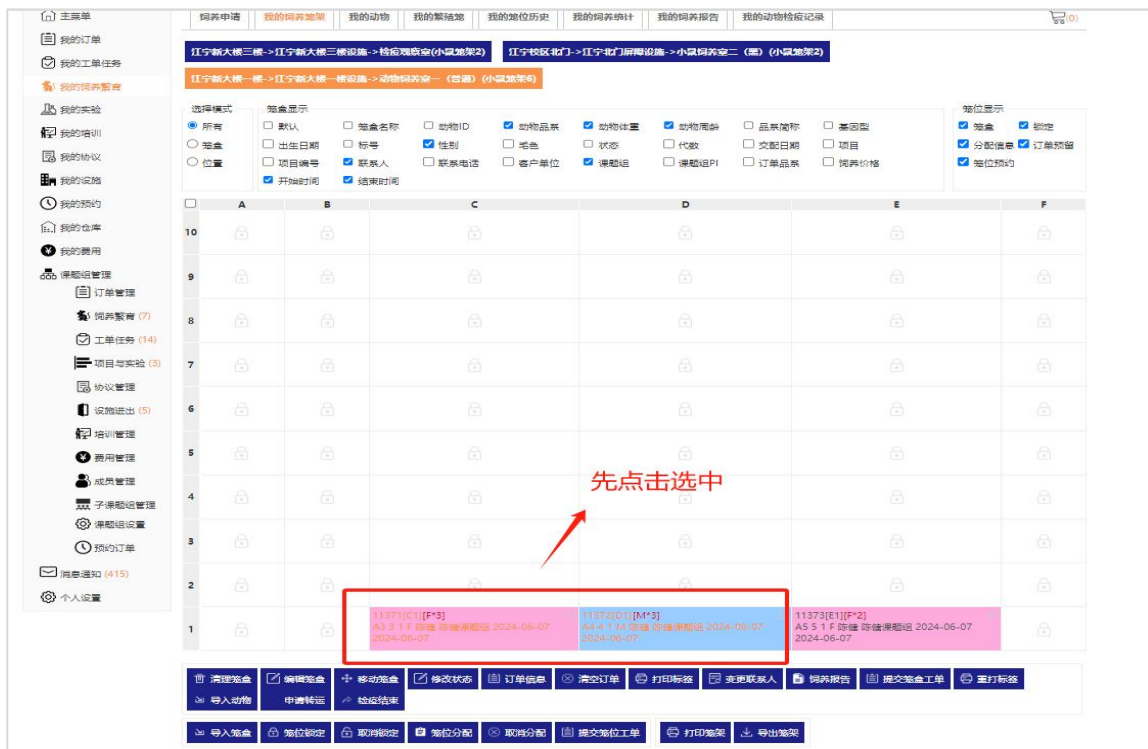 主菜单
我的订单
我的工单任务
我的饲养繁育
我的实验
我的培训
我的协议
我的设施
我的预约
我的仓库
我的费用
课题组管理
订单管理
饲养繁育 (7)
工单任务 (14)
项目与实验 (3)
协议管理
设施进出 (5)
培训管理
费用管理
成员管理
子课题组管理
课题组设置
预约订单
消息通知 (415)
个人设置
饲养申请 我的饲养笼架 我的动物 我的繁殖笼 我的笼位历史 我的饲养统计 我的饲养报告 我的动物检疫记录 (0)
江宁新大楼三楼->江宁新大楼三楼设施->检疫观察室(小鼠笼架2) 江宁校区北门->江宁北门屏障设施->小鼠饲养室二（黑）(小鼠笼架2)
江宁新大楼一楼->江宁新大楼一楼设施->动物饲养室一（普通）(小鼠笼架6)
选择模式
所有
笼盒
位置
笼盒显示
默认 笼盒名称 动物ID 动物品系 动物体重 动物周龄 品系简称 基因型
出生日期 标号 性别 毛色 状态 代数 交配日期 项目
项目编号 联系人 联系电话 客户单位 课题组 课题组PI 订单品系 饲养价格
开始时间 结束时间
笼位显示
笼盒 锁定
分配信息 订单预留
笼位预约
A B C D E F
10
9
8
7
6
5
先点击选中
4
3
2
1
11371[C1][F*3]
A3 3 1 F 陈健 陈健课题组 2024-06-07
2024-06-07
11372[D1][M*3]
A4 4 1 M 陈健 陈健课题组 2024-06-07
2024-06-07
11373[E1][F*2]
A5 5 1 F 陈健 陈健课题组 2024-06-07
2024-06-07
清理笼盒 编辑笼盒 移动笼盒 修改状态 订单信息 清空订单 打印标签 变更联系人 饲养报告 提交笼盒工单 重打标签
导入动物 申请转运 检疫结束
导入笼盒 笼位锁定 取消锁定 笼位分配 取消分配 提交笼位工单 打印笼架 导出笼架